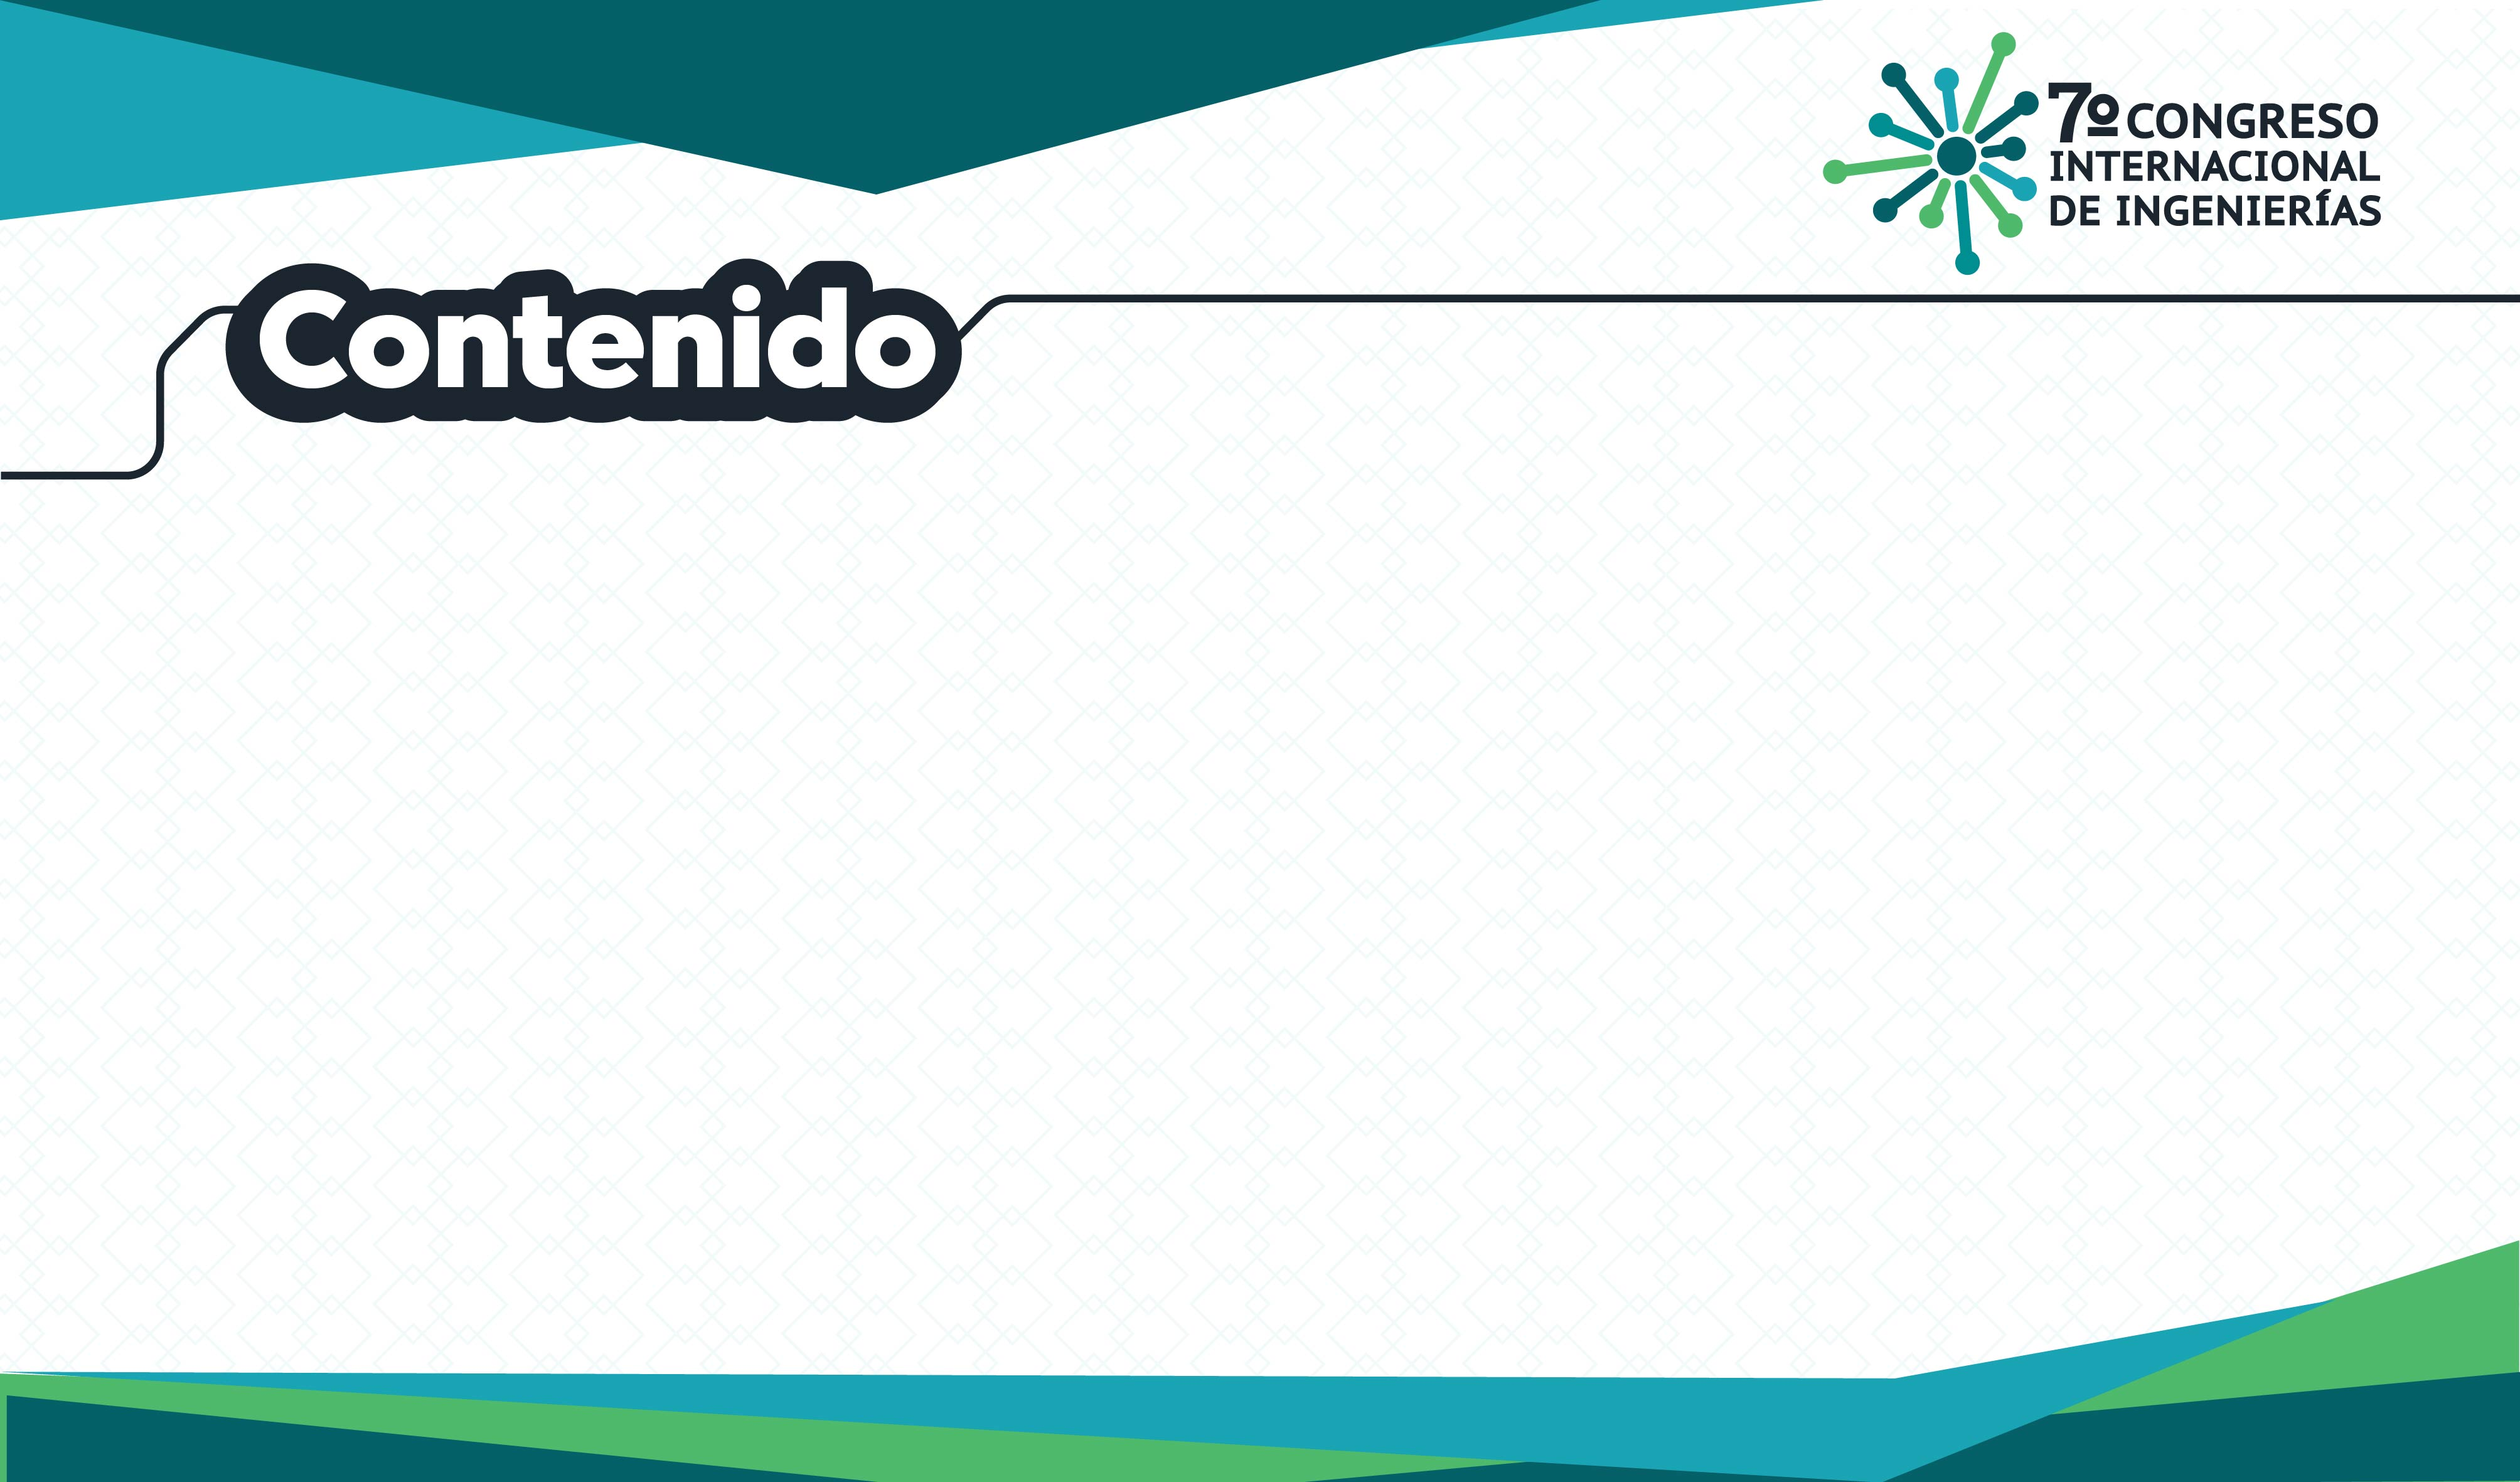 7º CONGRESO
INTERNACIONAL
DE INGENIERÍAS
Contenido